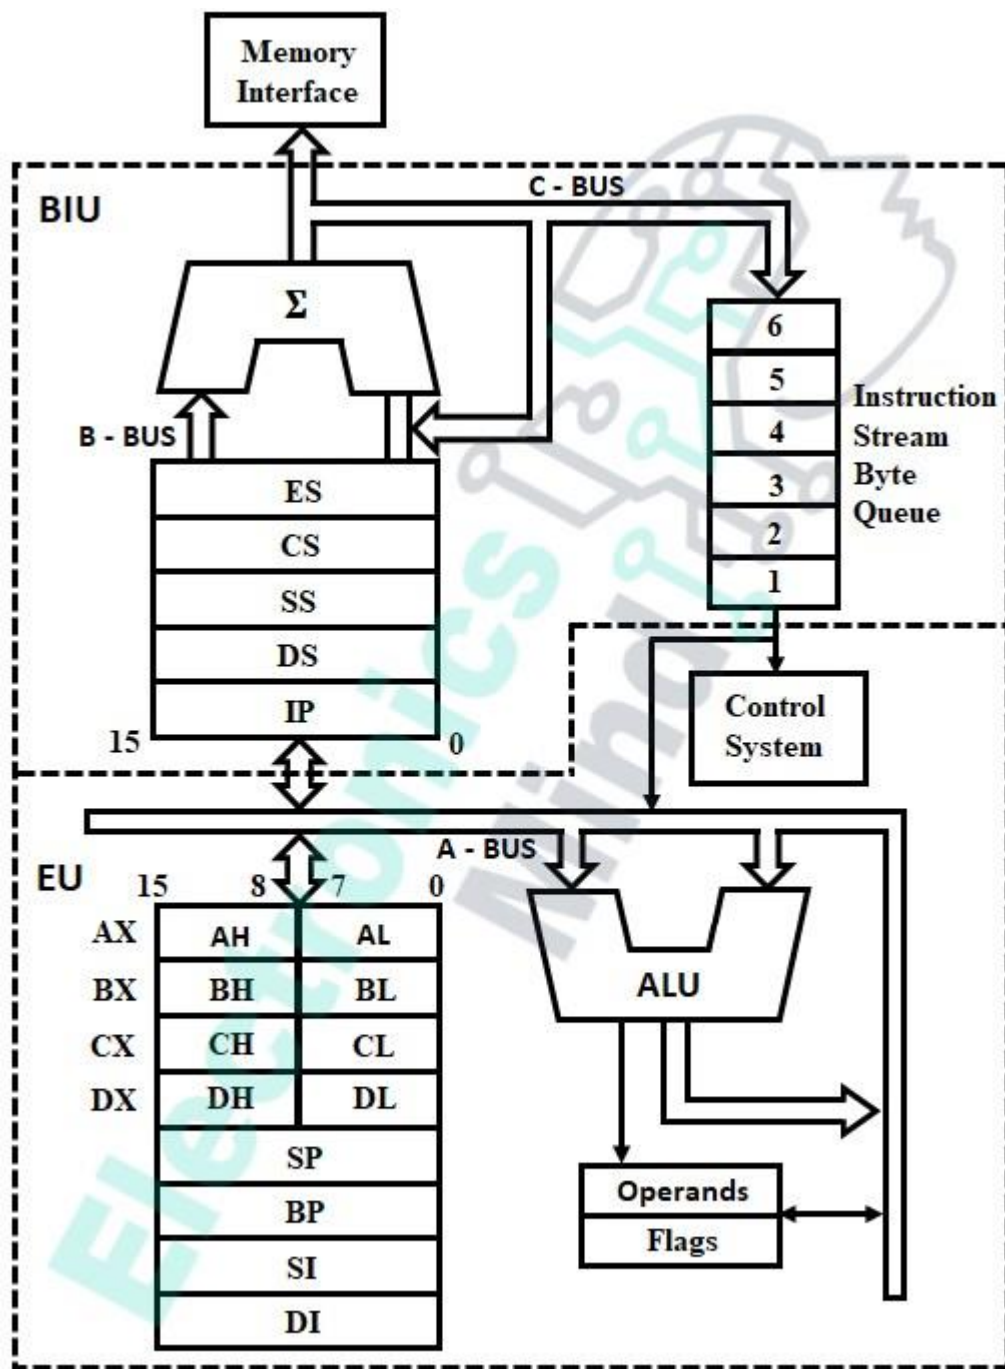 Memory
Interface
BIU
C - BUS
Σ
B - BUS
6
5
4
3
2
1
Instruction
Stream
Byte
Queue
ES
CS
SS
DS
IP
15
0
Control
System
A - BUS
EU
15 8 7 0
AX AH AL
BX BH BL
CX CH CL
DX DH DL
SP
BP
SI
DI
ALU
Operands
Flags
Electronics
Mind